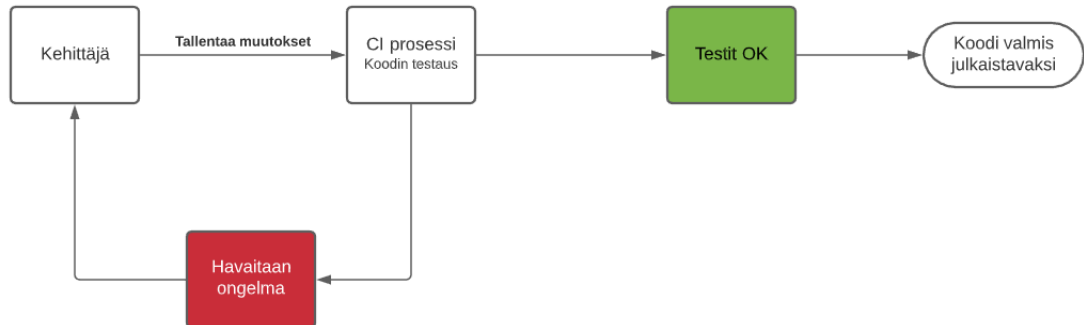 Kehittäjä
Tallentaa muutokset
CI prosessi
Koodin testaus
Testit OK
Koodi valmis
julkaistavaksi
Havaitaan
ongelma